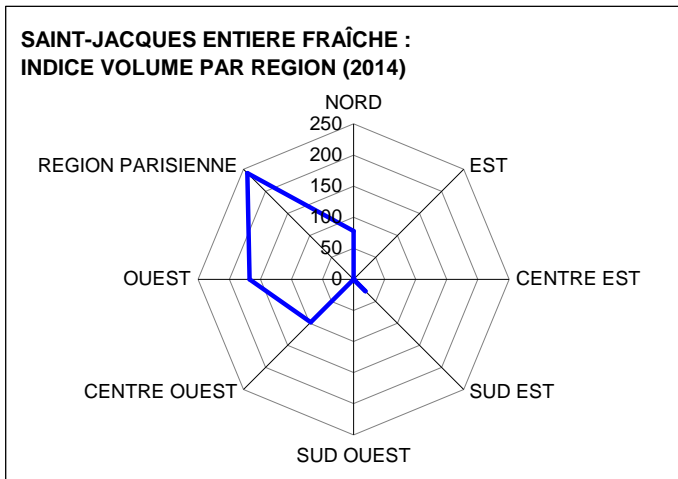 SAINT-JACQUES ENTIERE FRAÎCHE :
INDICE VOLUME PAR REGION (2014)
NORD
250
REGION PARISIENNE
200
EST
150
100
50
OUEST
0
CENTRE EST
CENTRE OUEST
SUD EST
SUD OUEST